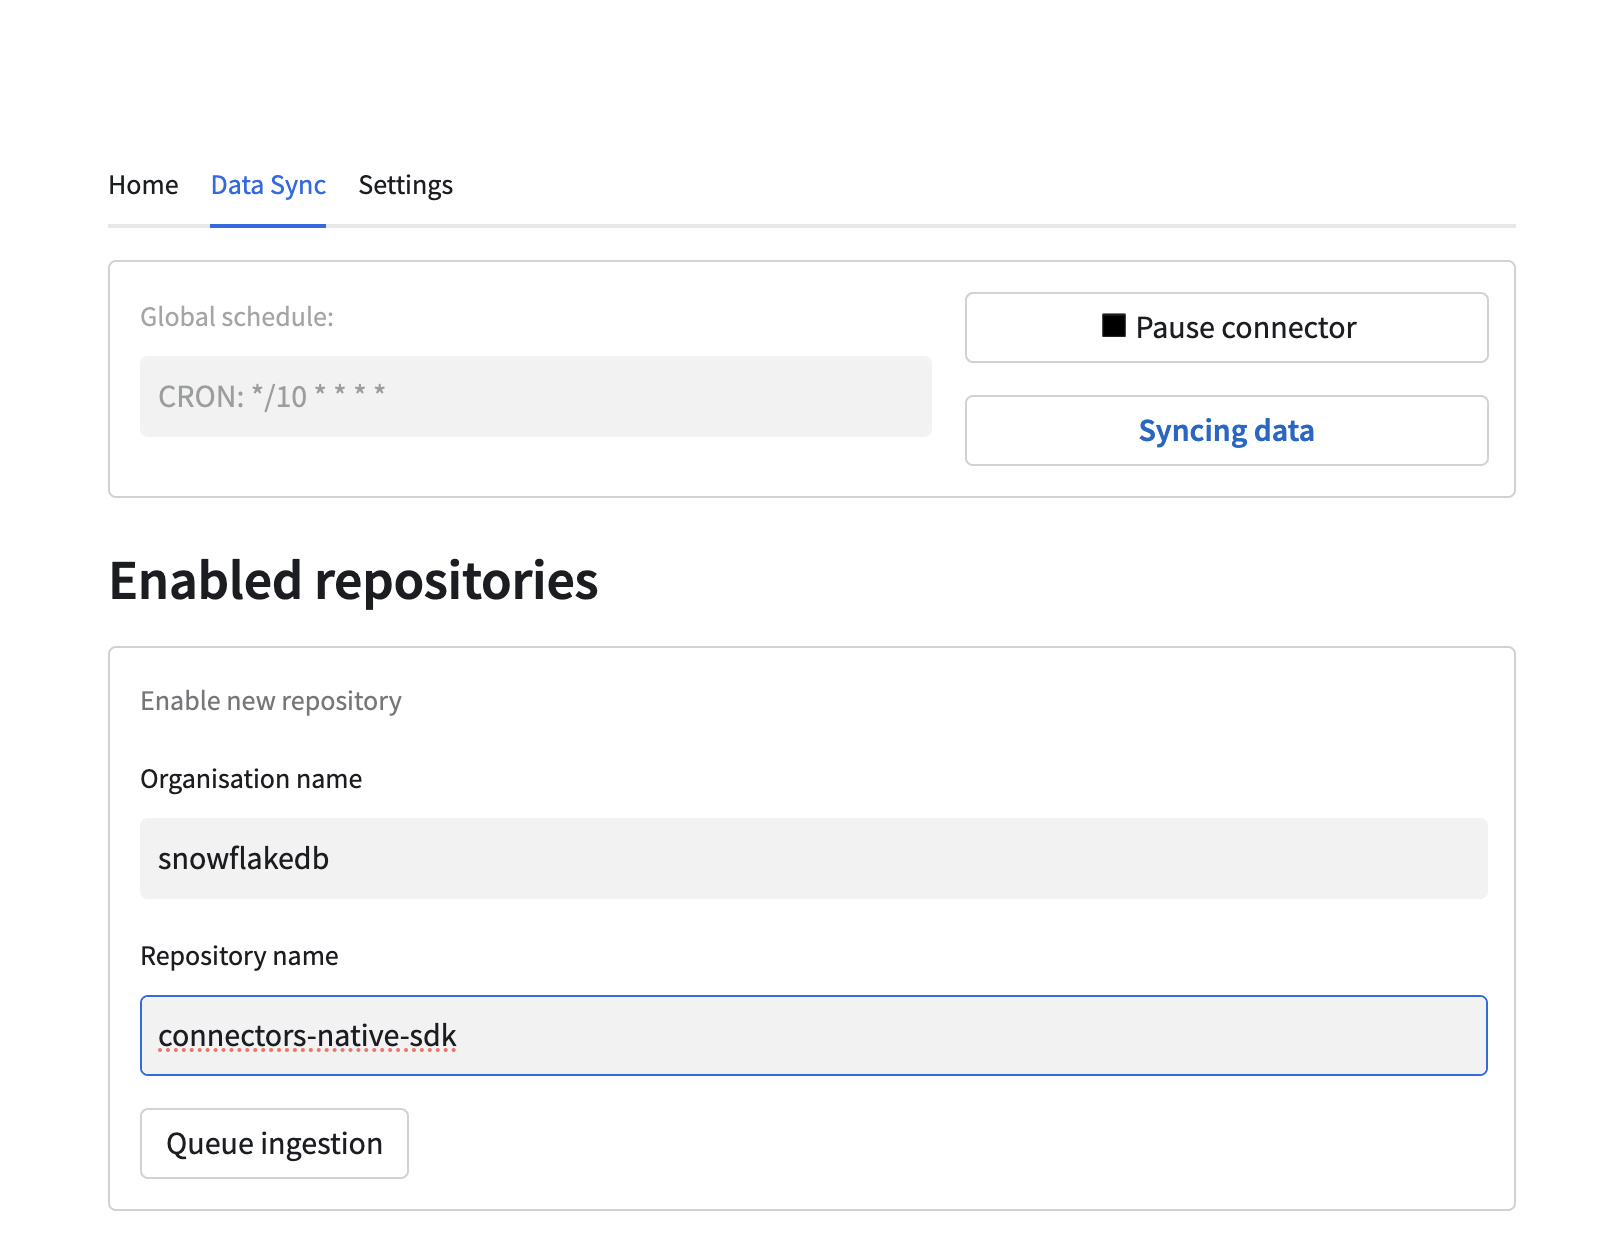 Home Data Sync Settings
Global schedule:
CRON: */10 * * * *
Pause connector
Syncing data
Enabled repositories
Enable new repository
Organisation name
snowflakedb
Repository name
connectors-native-sdk
Queue ingestion